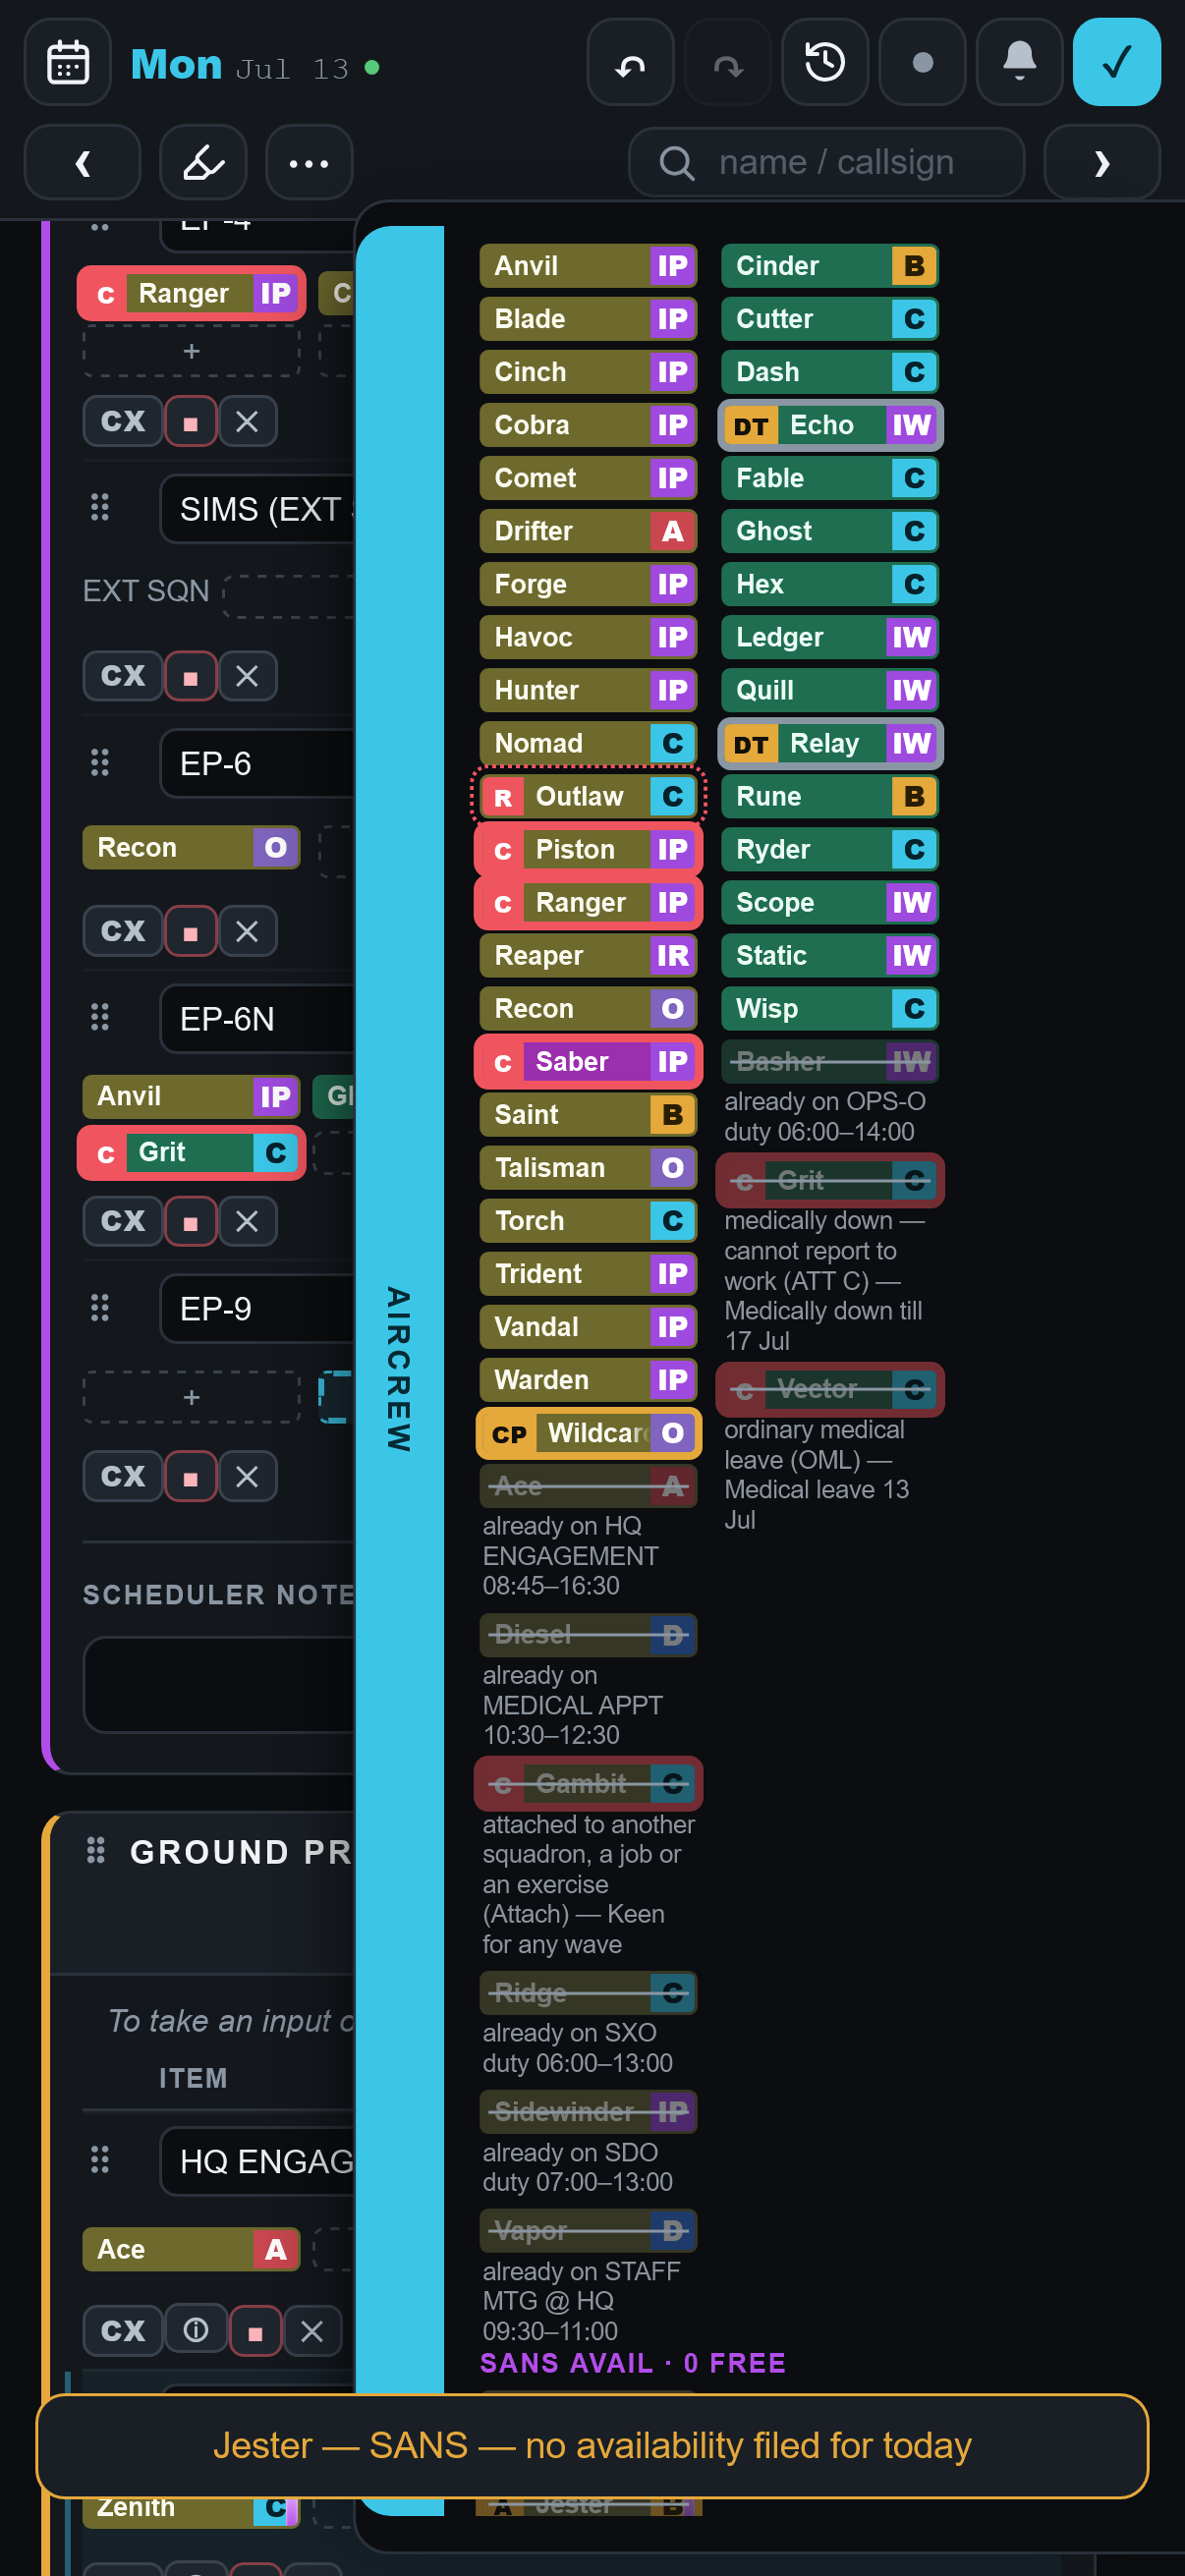 Mon Jul 13
name / callsign
EP-4
C Ranger IP
C
+
CX
SIMS (EXT
EXT SQN
CX
EP-6
Recon O
CX
EP-6N
Anvil IP
C Grit C
CX
EP-9
+
CX
SCHEDULER NOTE
GROUND PR
To take an input o
ITEM
HQ ENGAG
Ace A
CX
Zenith C
AIRCREW
Anvil IP
Blade IP
Cinch IP
Cobra IP
Comet IP
Drifter A
Forge IP
Havoc IP
Hunter IP
Nomad C
R Outlaw C
C Piston IP
C Ranger IP
Reaper IR
Recon O
C Saber IP
Saint B
Talisman O
Torch C
Trident IP
Vandal IP
Warden IP
CP Wildcar O
Ace A
already on HQ
ENGAGEMENT
08:45–16:30
Diesel D
already on
MEDICAL APPT
10:30–12:30
C Gambit C
attached to another
squadron, a job or
an exercise
(Attach) — Keen
for any wave
Ridge C
already on SXO
duty 06:00–13:00
Sidewinder IP
already on SDO
duty 07:00–13:00
Vapor D
already on STAFF
MTG @ HQ
09:30–11:00
SANS AVAIL · 0 FREE
Cinder B
Cutter C
Dash C
DT Echo IW
Fable C
Ghost C
Hex C
Ledger IW
Quill IW
DT Relay IW
Rune B
Ryder C
Scope IW
Static IW
Wisp C
Basher IW
already on OPS-O
duty 06:00–14:00
C Grit C
medically down —
cannot report to
work (ATT C) —
Medically down till
17 Jul
C Vector C
ordinary medical
leave (OML) —
Medical leave 13
Jul
Jester — SANS — no availability filed for today
A Jester B